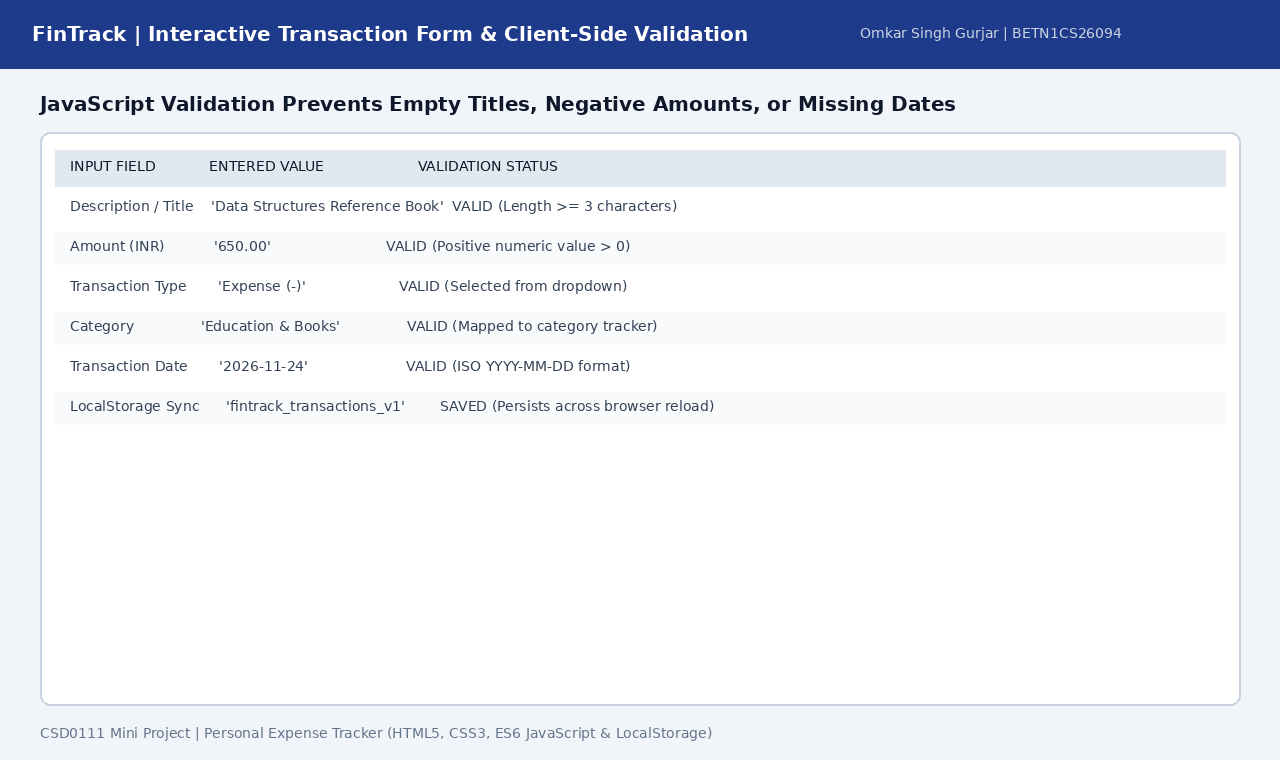 FinTrack | Interactive Transaction Form & Client-Side Validation
Omkar Singh Gurjar | BETN1CS26094
JavaScript Validation Prevents Empty Titles, Negative Amounts, or Missing Dates
INPUT FIELD ENTERED VALUE VALIDATION STATUS
Description / Title 'Data Structures Reference Book' VALID (Length >= 3 characters)
Amount (INR) '650.00' VALID (Positive numeric value > 0)
Transaction Type 'Expense (-)' VALID (Selected from dropdown)
Category 'Education & Books' VALID (Mapped to category tracker)
Transaction Date '2026-11-24' VALID (ISO YYYY-MM-DD format)
LocalStorage Sync 'fintrack_transactions_v1' SAVED (Persists across browser reload)
CSD0111 Mini Project | Personal Expense Tracker (HTML5, CSS3, ES6 JavaScript & LocalStorage)